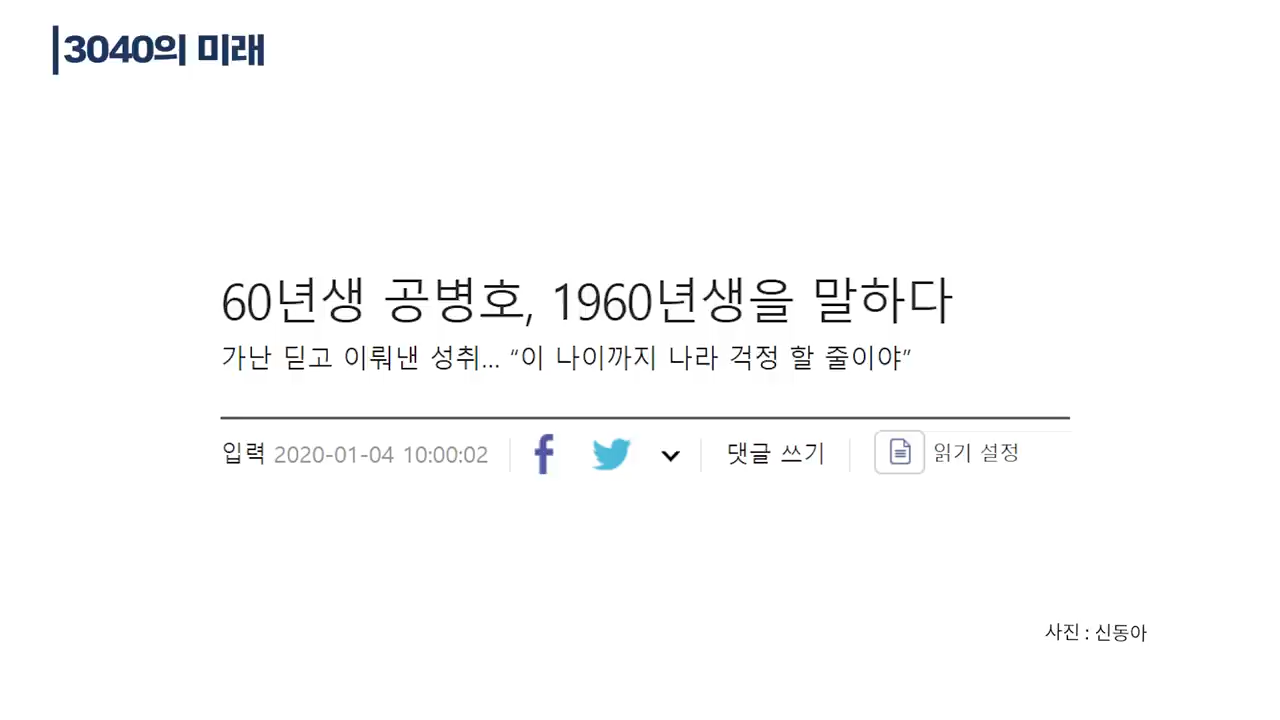 3040의 미래
60년생 공병호, 1960년생을 말하다
가난 딛고 이뤄낸 성취... “이 나이까지 나라 걱정 할 줄이야”
입력 2020-01-04 10:00:02 댓글 쓰기 읽기 설정
사진 : 신동아